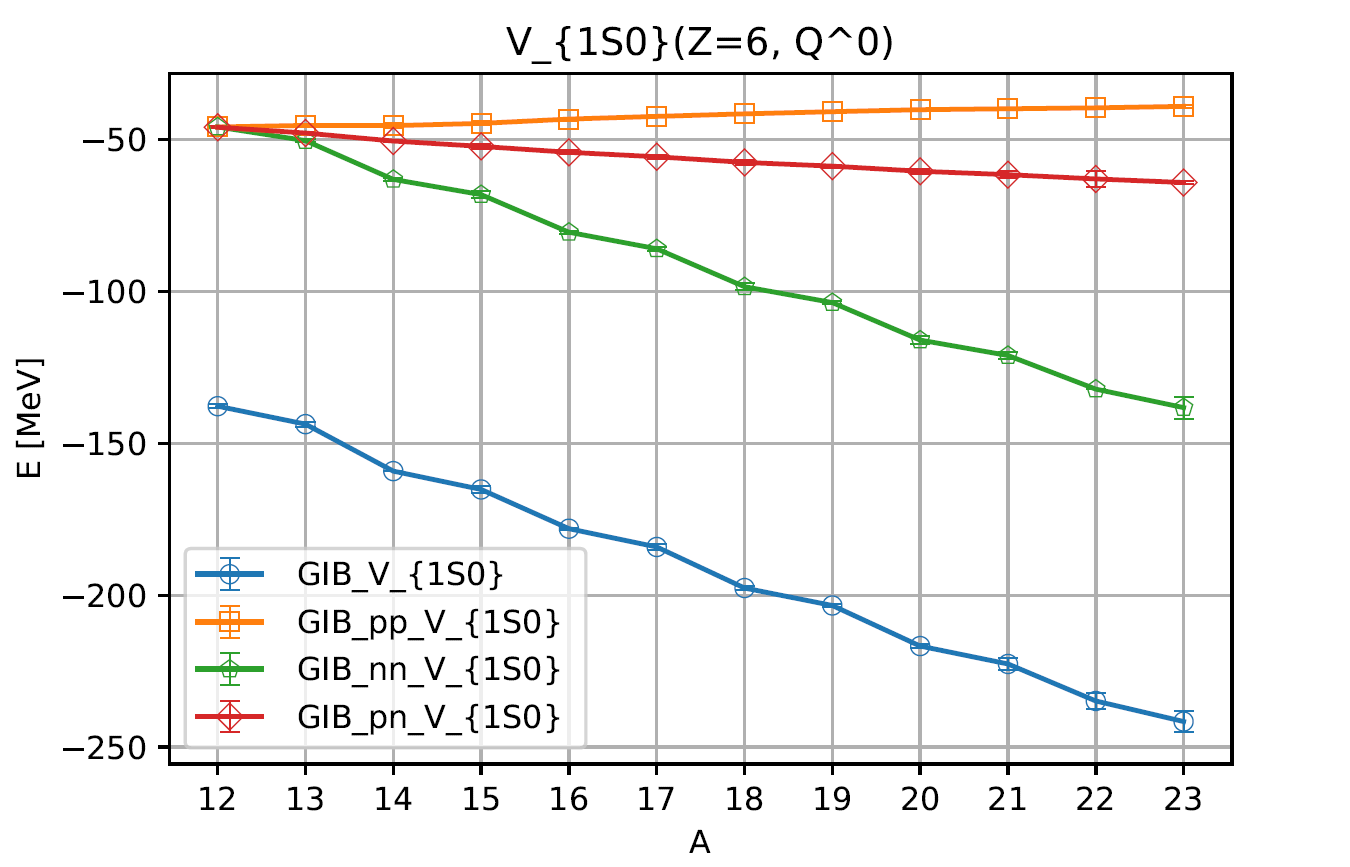 V_{1S0}(Z=6, Q^0)
E [MeV]
−50
−100
−150
−200
−250
GIB_V_{1S0}
GIB_pp_V_{1S0}
GIB_nn_V_{1S0}
GIB_pn_V_{1S0}
12 13 14 15 16 17 18 19 20 21 22 23
A